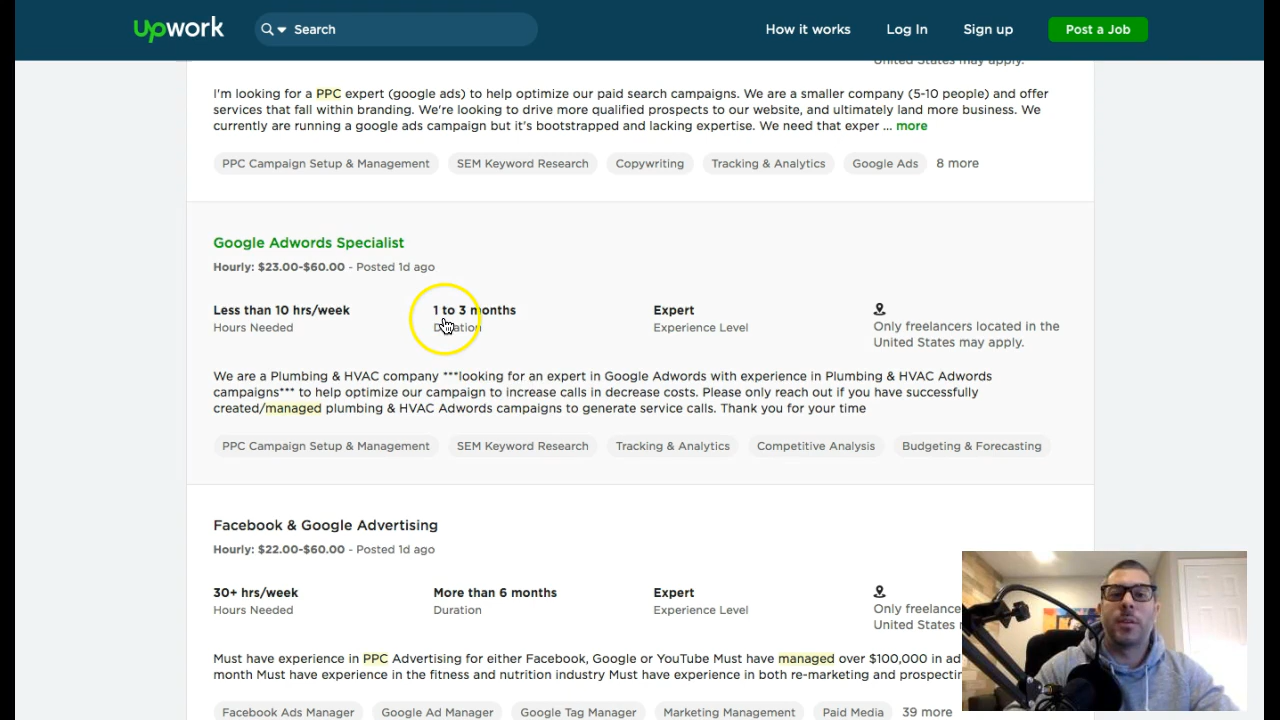 Upwork
Search
How it works
Log In
Sign up
Post a Job
United States may apply.
I'm looking for a PPC expert (google ads) to help optimize our paid search campaigns. We are a smaller company (5-10 people) and offer
services that fall within branding. We're looking to drive more qualified prospects to our website, and ultimately land more business. We
currently are running a google ads campaign but it's bootstrapped and lacking expertise. We need that exper ... more
PPC Campaign Setup & Management
SEM Keyword Research
Copywriting
Tracking & Analytics
Google Ads
8 more
Google Adwords Specialist
Hourly: $23.00-$60.00 - Posted 1d ago
Less than 10 hrs/week
Hours Needed
1 to 3 months
Duration
Expert
Experience Level
Only freelancers located in the
United States may apply.
We are a Plumbing & HVAC company ***looking for an expert in Google Adwords with experience in Plumbing & HVAC Adwords
campaigns*** to help optimize our campaign to increase calls in decrease costs. Please only reach out if you have successfully
created/managed plumbing & HVAC Adwords campaigns to generate service calls. Thank you for your time
PPC Campaign Setup & Management
SEM Keyword Research
Tracking & Analytics
Competitive Analysis
Budgeting & Forecasting
Facebook & Google Advertising
Hourly: $22.00-$60.00 - Posted 1d ago
30+ hrs/week
Hours Needed
More than 6 months
Duration
Expert
Experience Level
Only freelance
United States
Must have experience in PPC Advertising for either Facebook, Google or YouTube Must have managed over $100,000 in ad
month Must have experience in the fitness and nutrition industry Must have experience in both re-marketing and prospectin
Facebook Ads Manager
Google Ad Manager
Google Tag Manager
Marketing Management
Paid Media
39 more